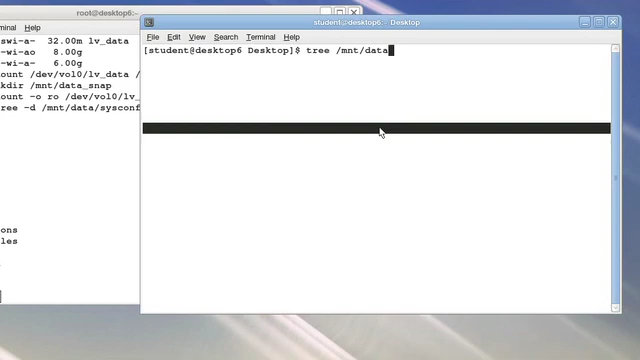 root@desktop6:~
minal Help
swi-a- 32.00m lv_data
wi-ao 8.00g
-wi-a- 6.00g
ount /dev/vol0/lv_data /
kdir /mnt/data_snap
ount -o ro /dev/vol0/lv_
ree -d /mnt/data/sysconf
ons
les
student@desktop6:~ Desktop
File Edit View Search Terminal Help
[student@desktop6 Desktop]$ tree /mnt/data